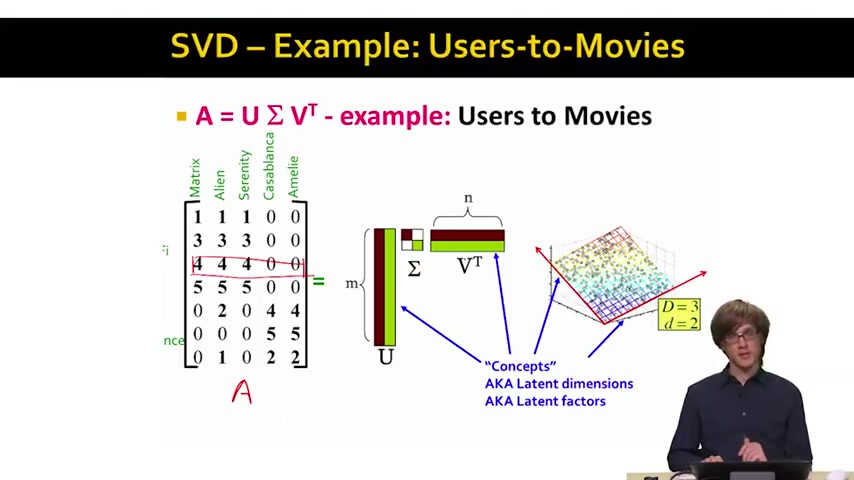 SVD – Example: Users-to-Movies
A = U Σ Vᵀ - example: Users to Movies
Matrix
Alien
Serenity
Casablanca
Amelie
1 1 1 0 0
3 3 3 0 0
4 4 4 0 0
5 5 5 0 0
0 2 0 4 4
0 0 0 5 5
0 1 0 2 2
=
A
m
U
Σ
n
Vᵀ
D=3
d=2
"Concepts"
AKA Latent dimensions
AKA Latent factors